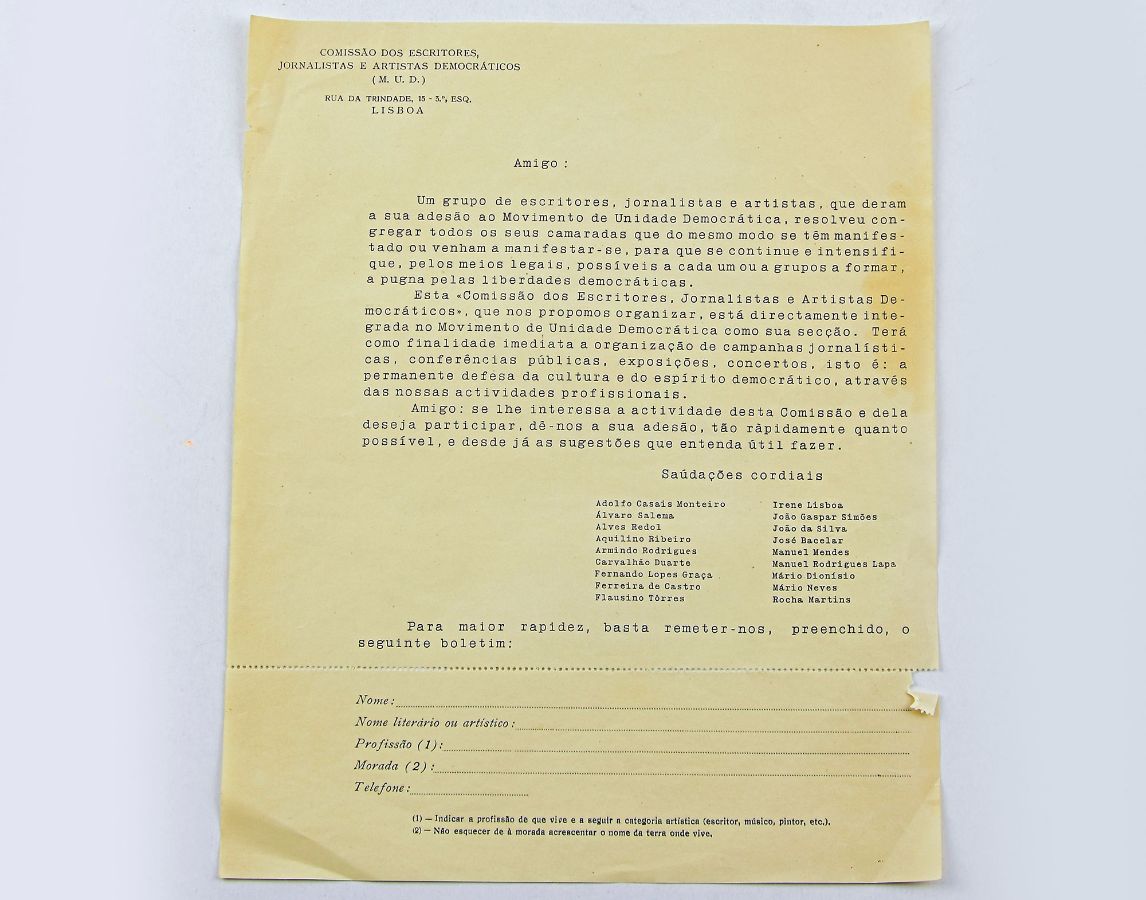 COMISSÃO DOS ESCRITORES,
JORNALISTAS E ARTISTAS DEMOCRÁTICOS
(M. U. D.)
RUA DA TRINDADE, 15 - 3.º, ESQ.
LISBOA
Amigo :
Um grupo de escritores, jornalistas e artistas, que deram
a sua adesão ao Movimento de Unidade Democrática, resolveu con-
gregar todos os seus camaradas que do mesmo modo se têm manifes-
tado ou venham a manifestar-se, para que se continue e intensifi-
que, pelos meios legais, possíveis a cada um ou a grupos a formar,
a pugna pelas liberdades democráticas.
Esta «Comissão dos Escritores, Jornalistas e Artistas De-
mocráticos», que nos propomos organizar, está directamente inte-
grada no Movimento de Unidade Democrática como sua secção. Terá
como finalidade imediata a organização de campanhas jornalísti-
cas, conferências públicas, exposições, concertos, isto é: a
permanente defesa da cultura e do espírito democrático, através
das nossas actividades profissionais.
Amigo: se lhe interessa a actividade desta Comissão e dela
deseja participar, dê-nos a sua adesão, tão ràpidamente quanto
possível, e desde já as sugestões que entenda útil fazer.
Saúdações cordiais
Adolfo Casais Monteiro
Álvaro Salema
Alves Redol
Aquilino Ribeiro
Armindo Rodrigues
Carvalhão Duarte
Fernando Lopes Graça
Ferreira de Castro
Flausino Tôrres
Irene Lisboa
João Gaspar Simões
João da Silva
José Bacelar
Manuel Mendes
Manuel Rodrigues Lapa
Mário Dionísio
Mário Neves
Rocha Martins
Para maior rapidez, basta remeter-nos, preenchido, o
seguinte boletim:
Nome:
Nome literário ou artístico :
Profissão (1):
Morada (2) :
Telefone:
(1) — Indicar a profissão de que vive e a seguir a categoria artística (escritor, músico, pintor, etc.).
(2) — Não esquecer de à morada acrescentar o nome da terra onde vive.